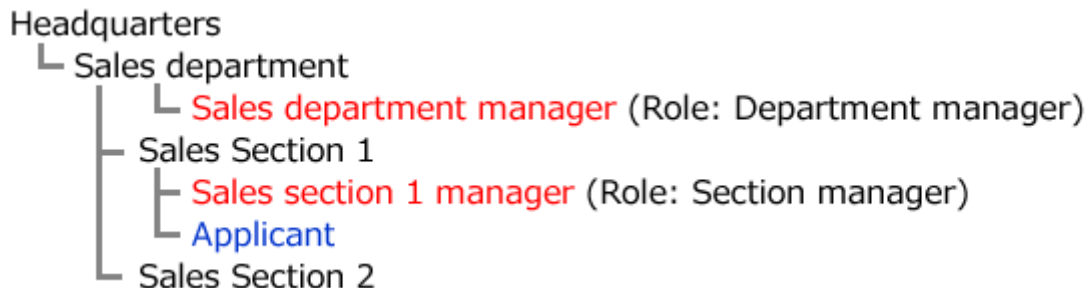 Headquarters
Sales department
Sales department manager (Role: Department manager)
Sales Section 1
Sales section 1 manager (Role: Section manager)
Applicant
Sales Section 2